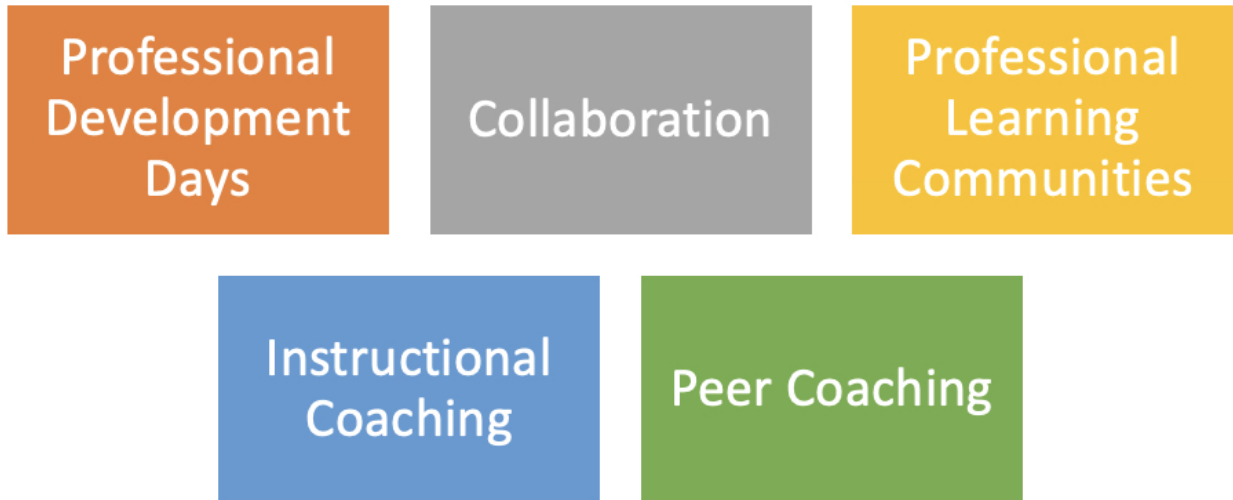 Professional
Development
Days
Collaboration
Professional
Learning
Communities
Instructional
Coaching
Peer Coaching